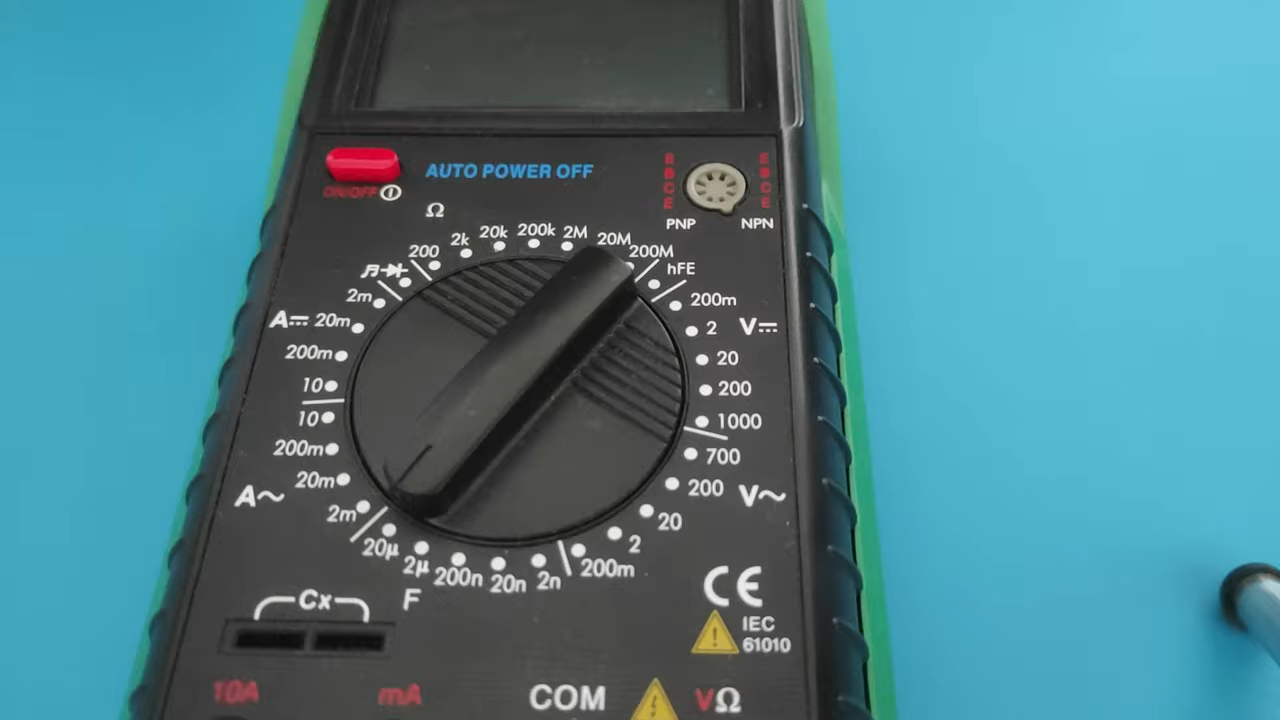 AUTO POWER OFF
ON/OFF
E E
B B
C C
E E
PNP NPN
Ω
200 2k 20k 200k 2M 20M 200M
hFE
200m
2 V
20
200
1000
700
200 V~
20
2
200m
2m
A 20m
200m
10
10
200m
20m
A~
2m
20µ 2µ 200n 20n 2n
F
Cx
CE
IEC
61010
10A mA COM VΩ